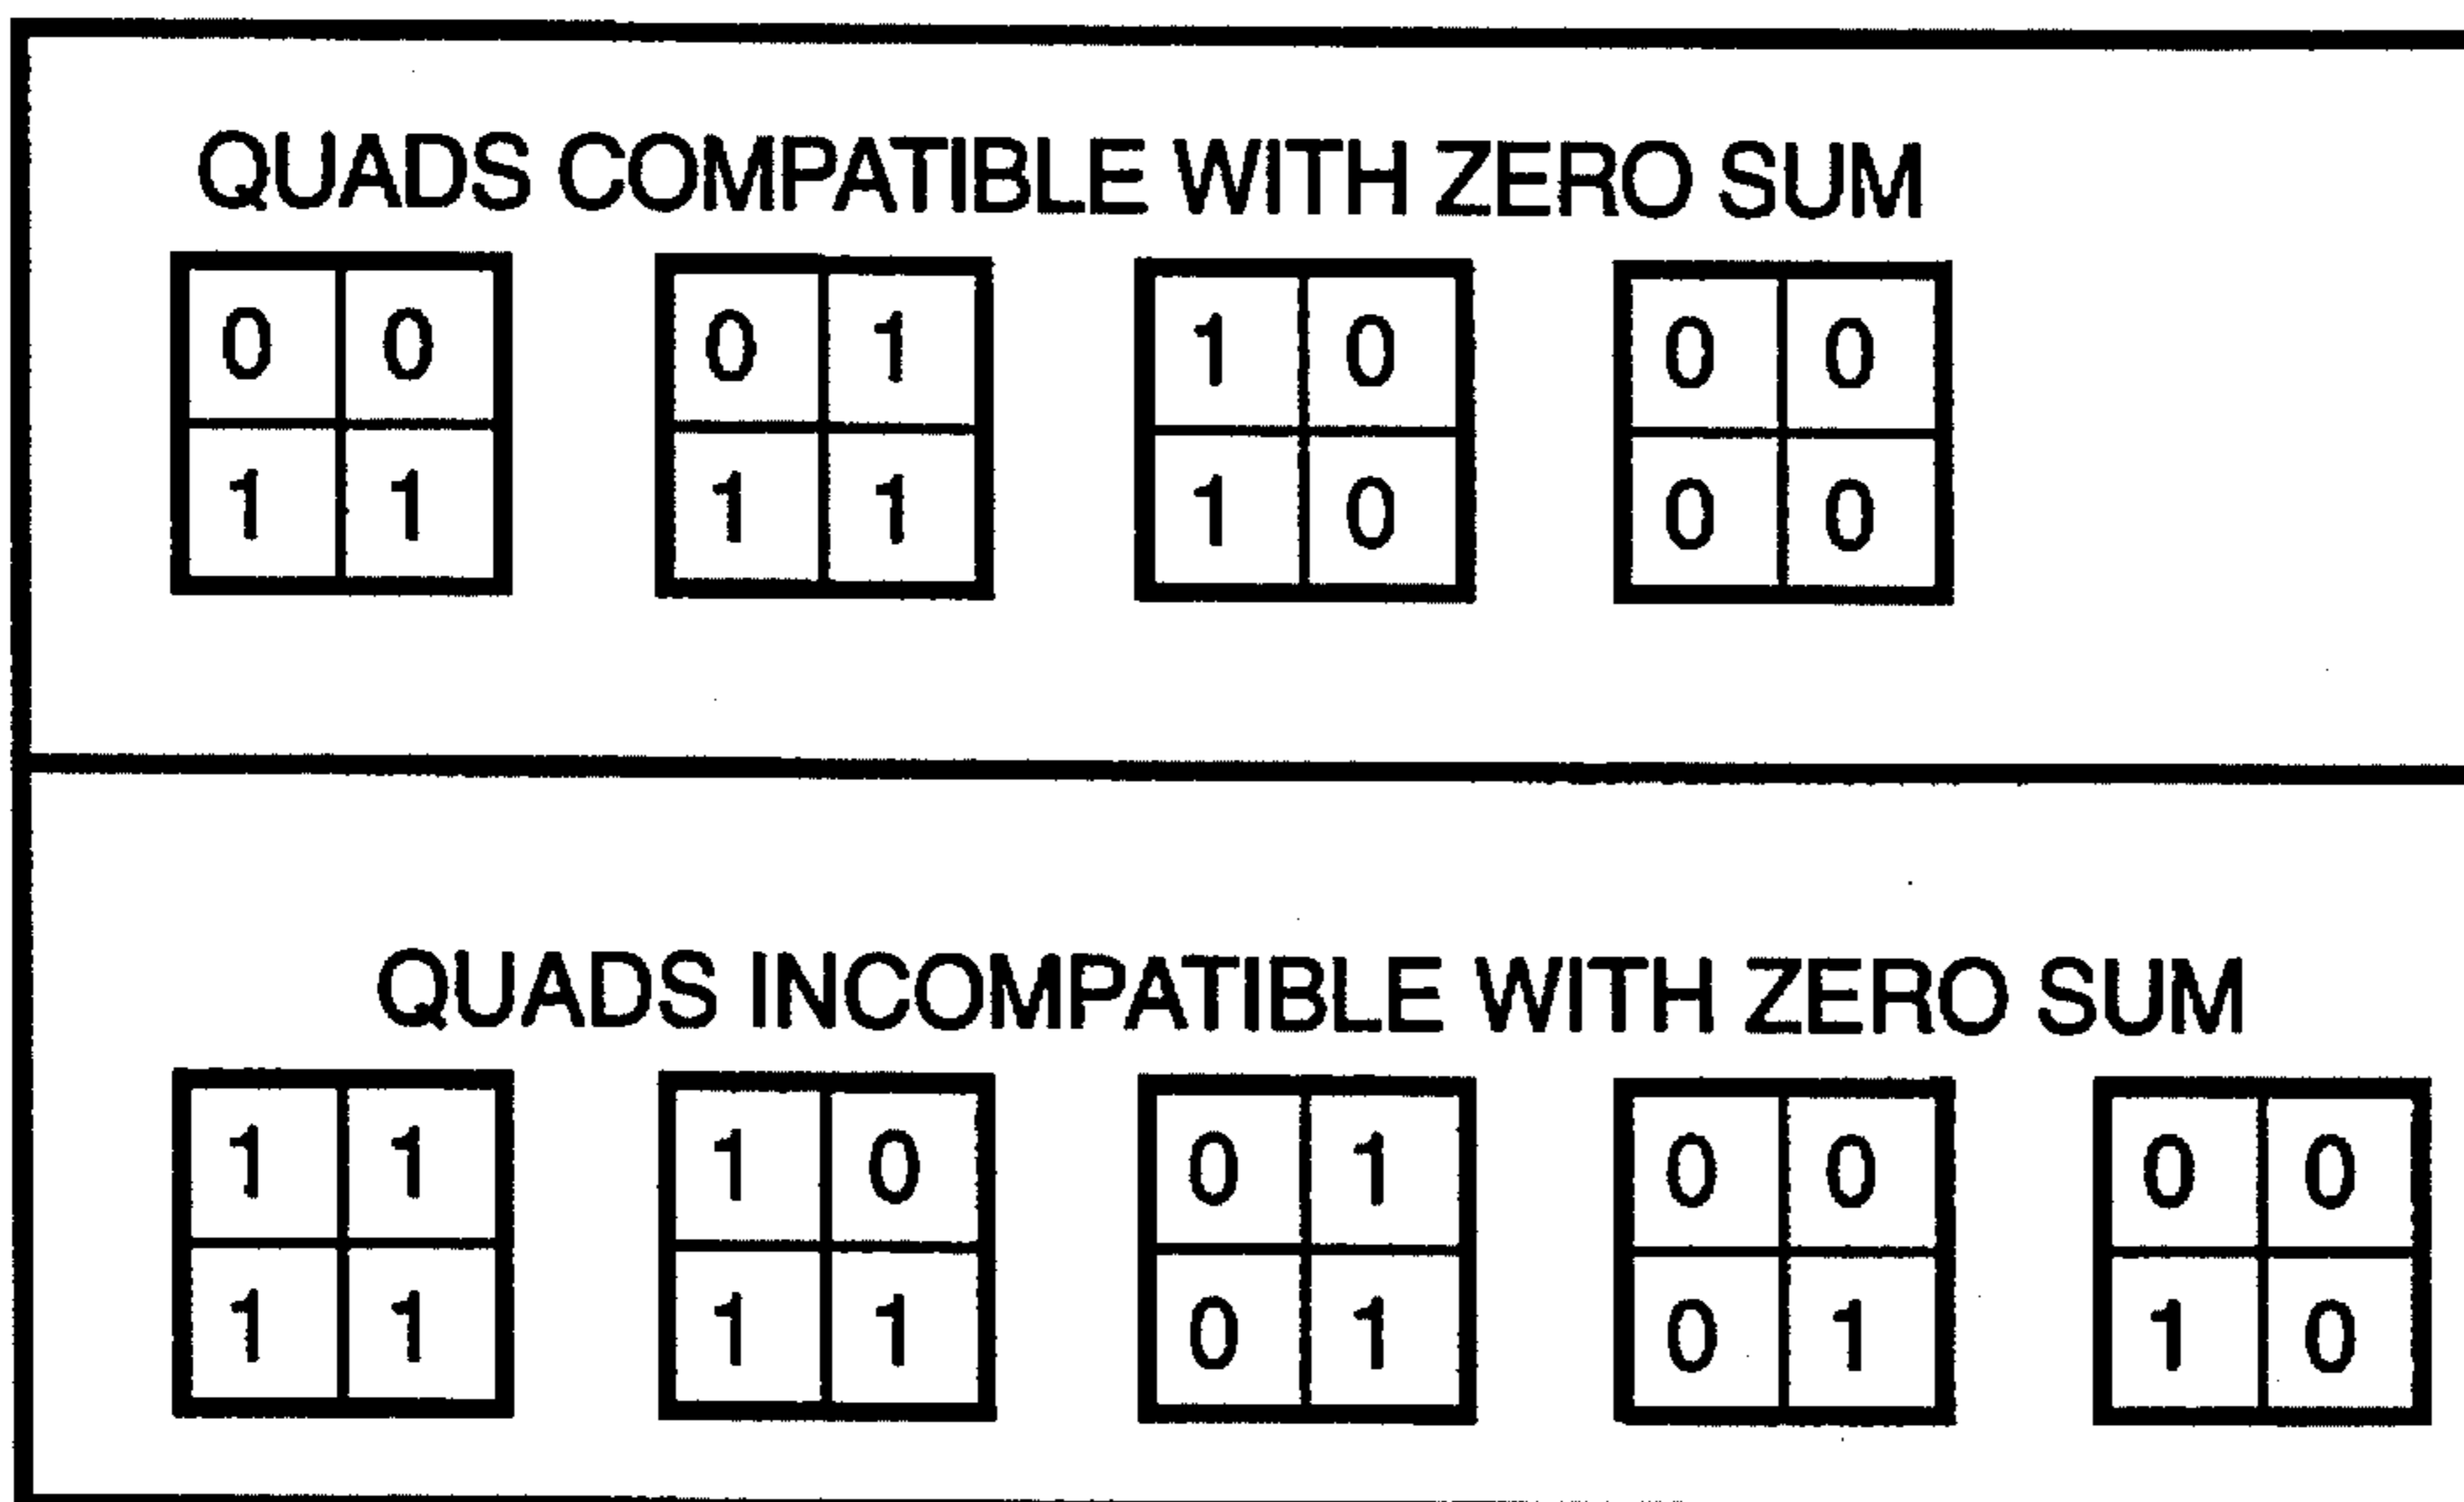 QUADS COMPATIBLE WITH ZERO SUM
0 0 0 1 1 0 0 0
1 1 1 1 1 0 0 0
QUADS INCOMPATIBLE WITH ZERO SUM
1 1 1 0 0 1 0 0 0 0
1 1 1 1 0 1 0 1 1 0